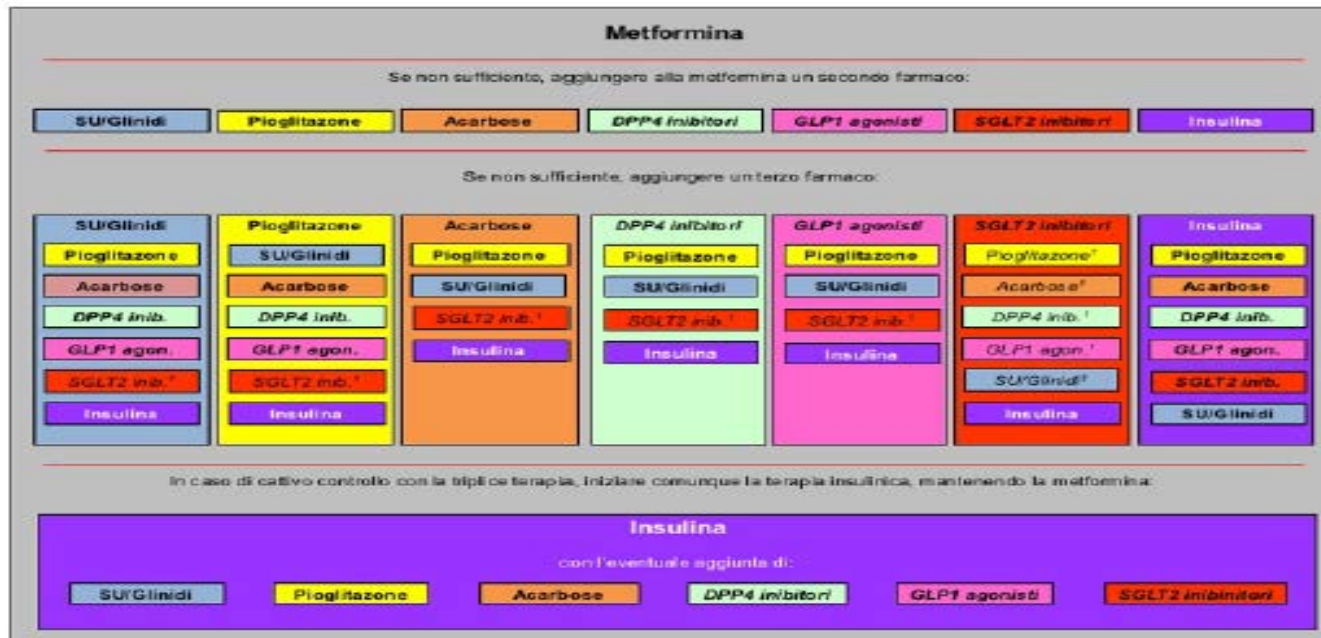 Metformina
Se non sufficiente, aggiungere alla metformina un secondo farmaco:
SU/Glinidi Pioglitazone Acarbose DPP4 inibitori GLP1 agonisti SGLT2 inibitori Insulina
Se non sufficiente, aggiungere un terzo farmaco:
SU/Glinidi Pioglitazone Acarbose DPP4 inibitori GLP1 agonisti SGLT2 inibitori Insulina
Pioglitazone SU/Glinidi Pioglitazone Pioglitazone Pioglitazone Pioglitazone† Pioglitazone
Acarbose Acarbose SU/Glinidi SU/Glinidi SU/Glinidi Acarbose† Acarbose
DPP4 inib. DPP4 inib. SGLT2 inib.† SGLT2 inib.† SGLT2 inib.† DPP4 inib.† DPP4 inib.
GLP1 agon. GLP1 agon. Insulina Insulina Insulina GLP1 agon.† GLP1 agon.
SGLT2 inib.† SGLT2 inib.† SU/Glinidi† SGLT2 inib.
Insulina Insulina Insulina SU/Glinidi
In caso di cattivo controllo con la triplice terapia, iniziare comunque la terapia insulinica, mantenendo la metformina:
Insulina
con l'eventuale aggiunta di:
SU/Glinidi Pioglitazone Acarbose DPP4 inibitori GLP1 agonisti SGLT2 inibinitori